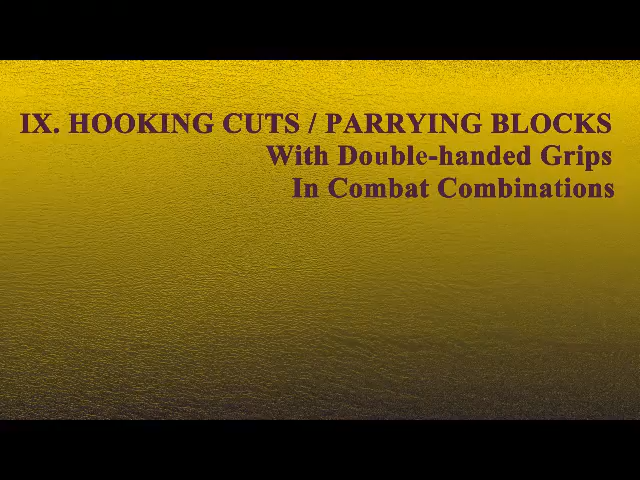 IX. HOOKING CUTS / PARRYING BLOCKS
With Double-handed Grips
In Combat Combinations